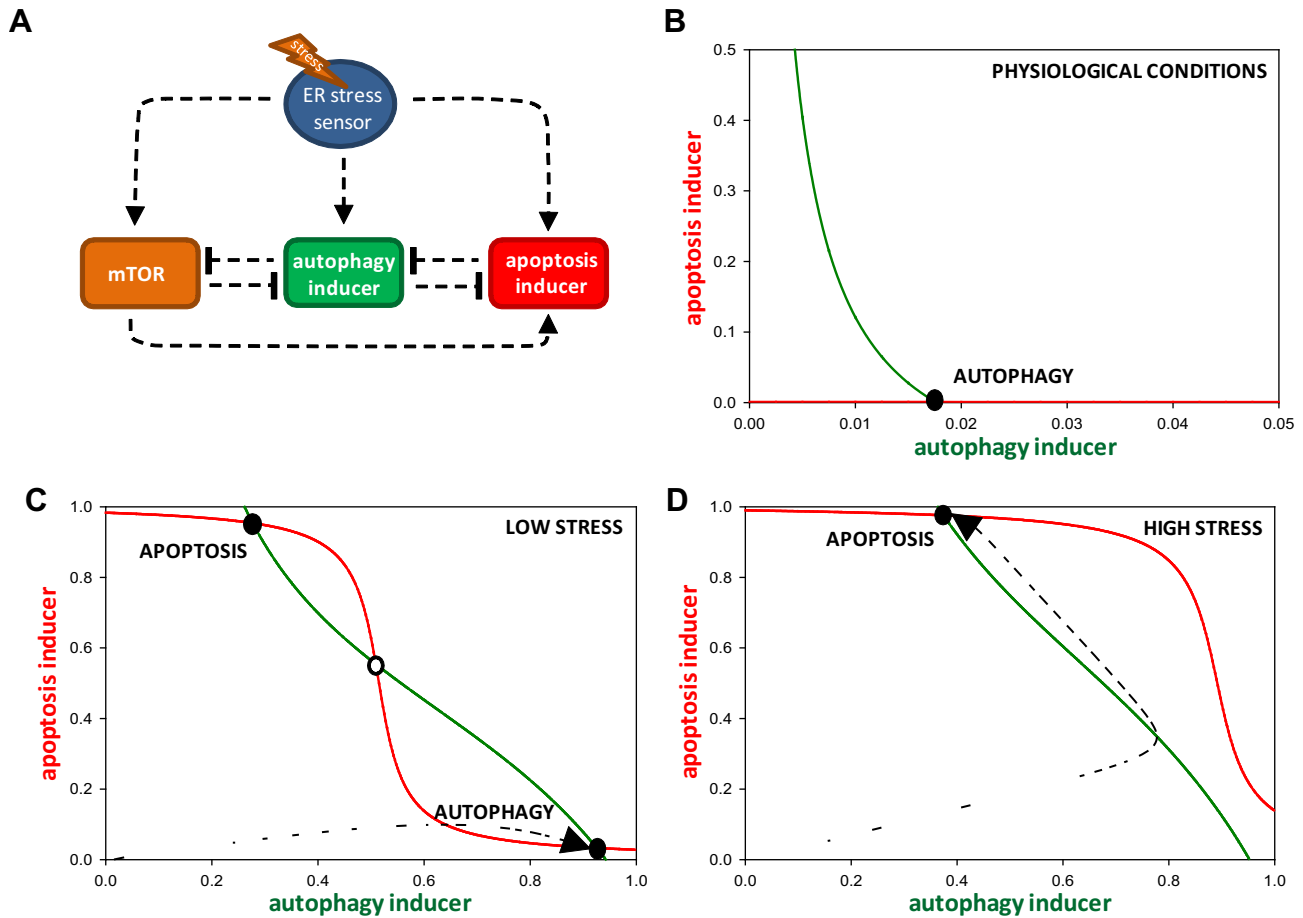 A
stress
ER stress
sensor
mTOR
autophagy
inducer
apoptosis
inducer
B
PHYSIOLOGICAL CONDITIONS
apoptosis inducer
0.5
0.4
0.3
0.2
0.1
0.0
AUTOPHAGY
0.00 0.01 0.02 0.03 0.04 0.05
autophagy inducer
C
LOW STRESS
apoptosis inducer
1.0
0.8
0.6
0.4
0.2
0.0
APOPTOSIS
AUTOPHAGY
0.0 0.2 0.4 0.6 0.8 1.0
autophagy inducer
D
HIGH STRESS
apoptosis inducer
1.0
0.8
0.6
0.4
0.2
0.0
APOPTOSIS
0.0 0.2 0.4 0.6 0.8 1.0
autophagy inducer